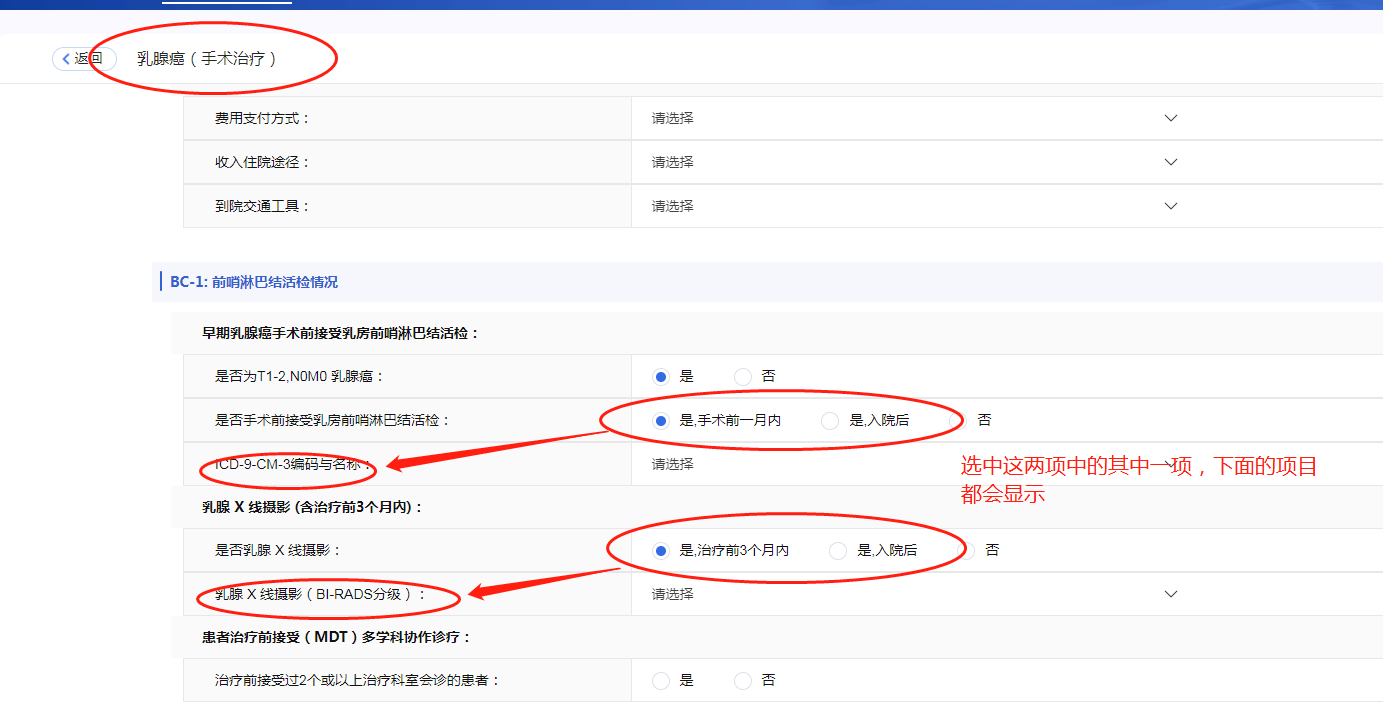 返回 乳腺癌（手术治疗）
费用支付方式： 请选择
收入住院途径： 请选择
到院交通工具： 请选择
BC-1: 前哨淋巴结活检情况
早期乳腺癌手术前接受乳房前哨淋巴结活检：
是否为T1-2,N0M0 乳腺癌： 是 否
是否手术前接受乳房前哨淋巴结活检： 是,手术前一月内 是,入院后 否
ICD-9-CM-3编码与名称： 请选择
选中这两项中的其中一项，下面的项目
都会显示
乳腺 X 线摄影 (含治疗前3个月内)：
是否乳腺 X 线摄影： 是,治疗前3个月内 是,入院后 否
乳腺 X 线摄影（BI-RADS分级）： 请选择
患者治疗前接受（MDT）多学科协作诊疗：
治疗前接受过2个或以上治疗科室会诊的患者： 是 否